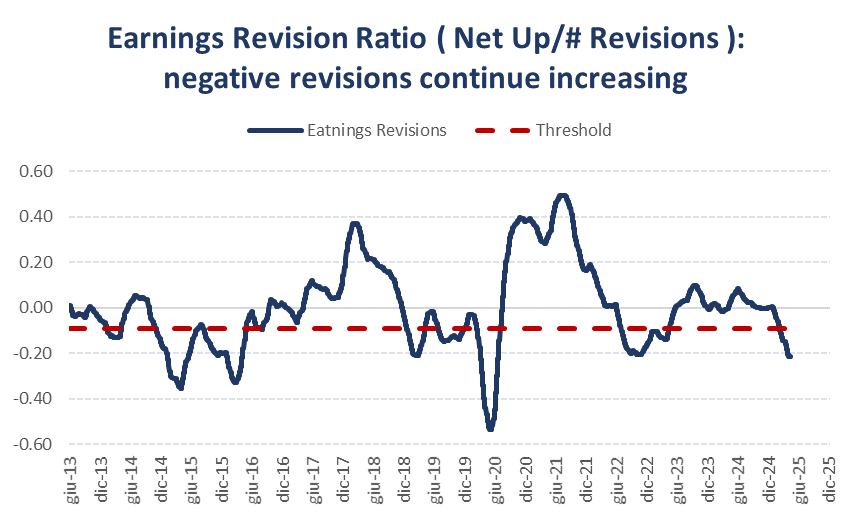 Earnings Revision Ratio ( Net Up/# Revisions ):
negative revisions continue increasing
Eatnings Revisions
Threshold
0.60
0.40
0.20
0.00
-0.20
-0.40
-0.60
giu-13
dic-13
giu-14
dic-14
giu-15
dic-15
giu-16
dic-16
giu-17
dic-17
giu-18
dic-18
giu-19
dic-19
giu-20
dic-20
giu-21
dic-21
giu-22
dic-22
giu-23
dic-23
giu-24
dic-24
giu-25
dic-25